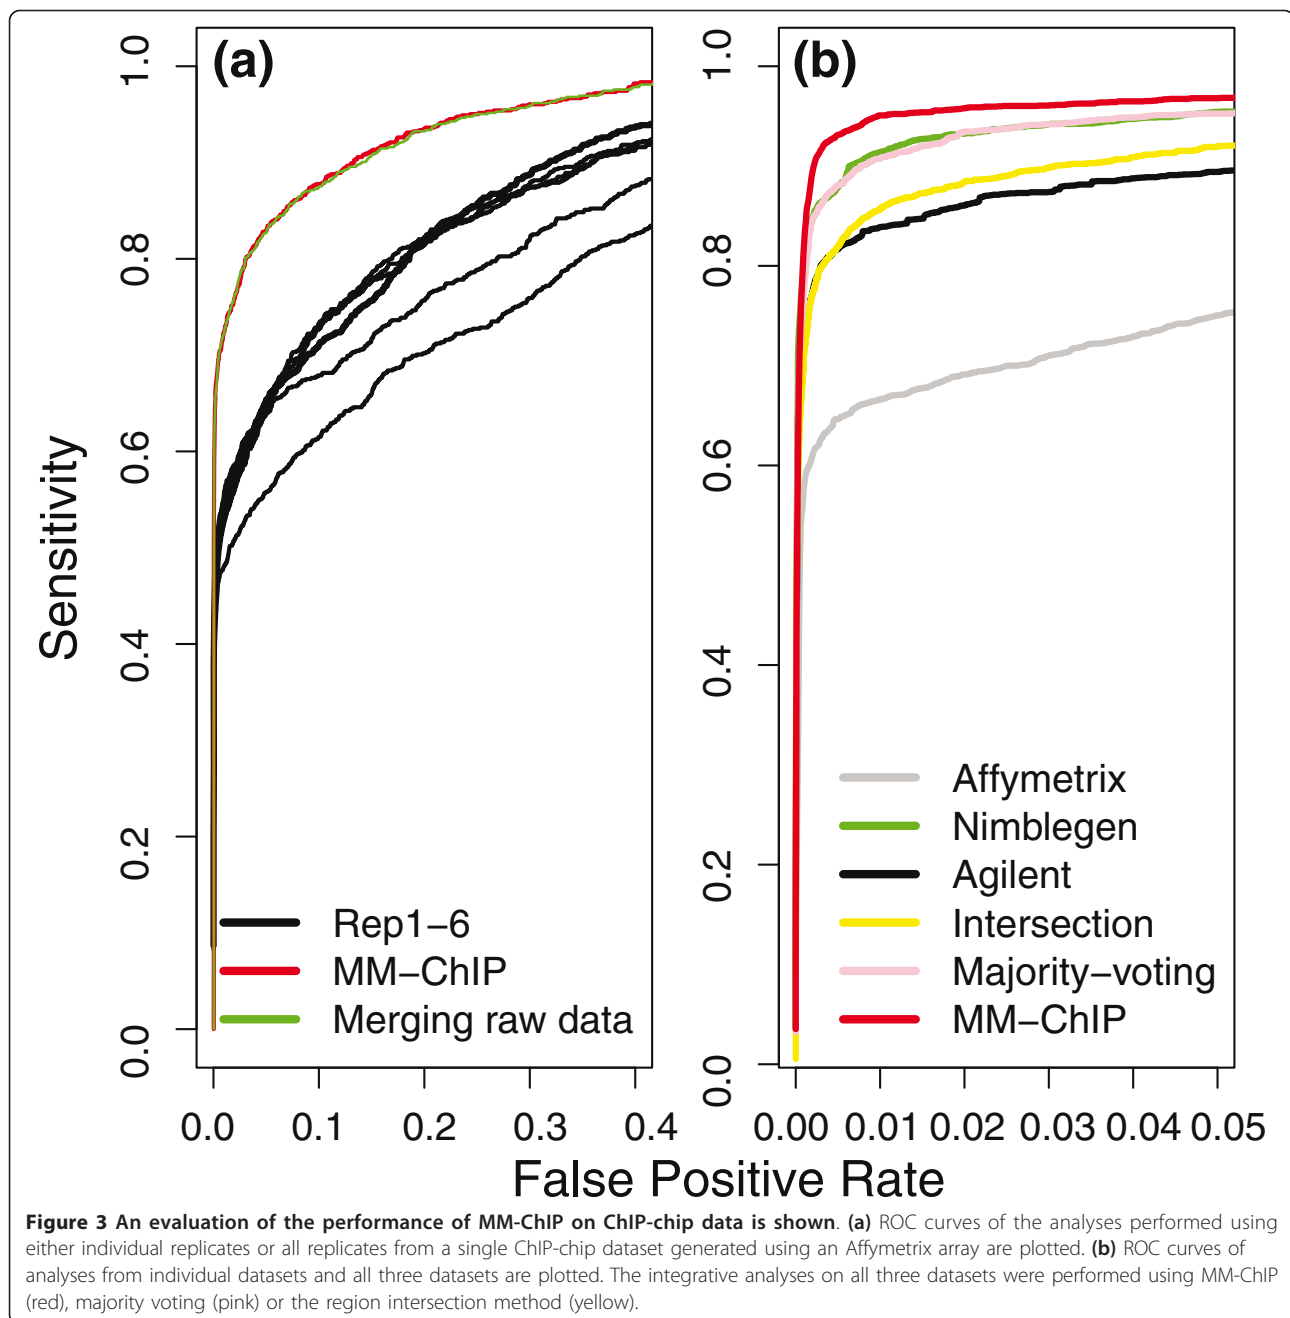 (a)
(b)
1.0
0.8
0.6
0.4
0.2
0.0
Sensitivity
Rep1−6
MM−ChIP
Merging raw data
0.0 0.1 0.2 0.3 0.4
1.0
0.8
0.6
0.4
0.2
0.0
Affymetrix
Nimblegen
Agilent
Intersection
Majority−voting
MM−ChIP
0.00 0.01 0.02 0.03 0.04 0.05
False Positive Rate
Figure 3 An evaluation of the performance of MM-ChIP on ChIP-chip data is shown. (a) ROC curves of the analyses performed using
either individual replicates or all replicates from a single ChIP-chip dataset generated using an Affymetrix array are plotted. (b) ROC curves of
analyses from individual datasets and all three datasets are plotted. The integrative analyses on all three datasets were performed using MM-ChIP
(red), majority voting (pink) or the region intersection method (yellow).